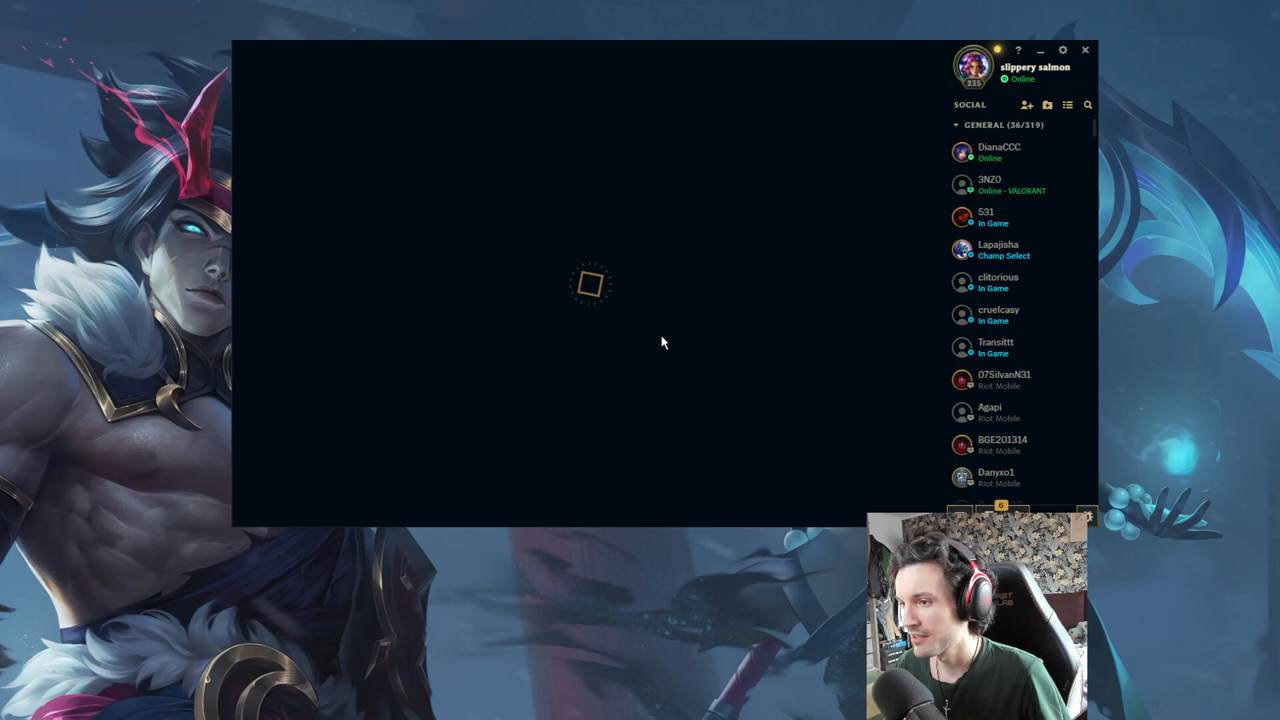 ?
slippery salmon
235
Online
SOCIAL
GENERAL (36/319)
DianaCCC
Online
3NZ0
Online - VALORANT
531
In Game
Lapajisha
Champ Select
clitorious
In Game
cruelcasy
In Game
Transittt
In Game
07SilvanN31
Riot Mobile
Agapi
Riot Mobile
BGE201314
Riot Mobile
Danyxo1
Riot Mobile
6